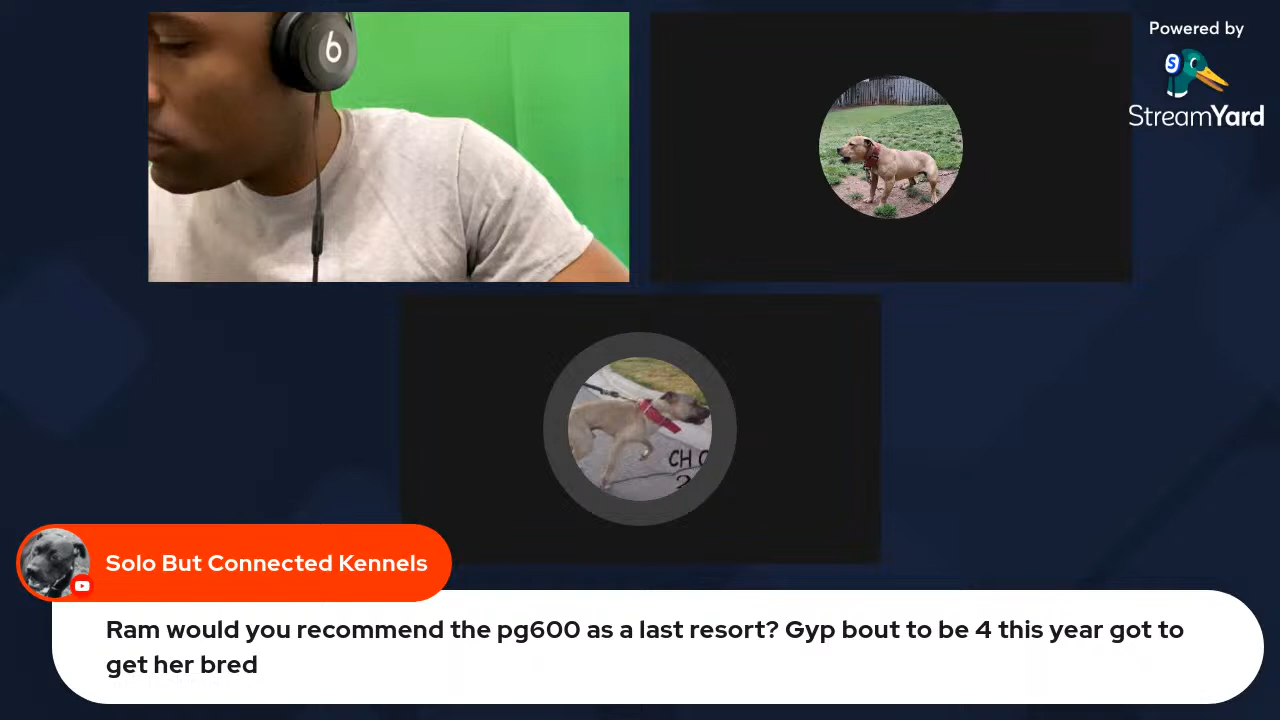 Powered by
StreamYard
CH
Solo But Connected Kennels
Ram would you recommend the pg600 as a last resort? Gyp bout to be 4 this year got to
get her bred